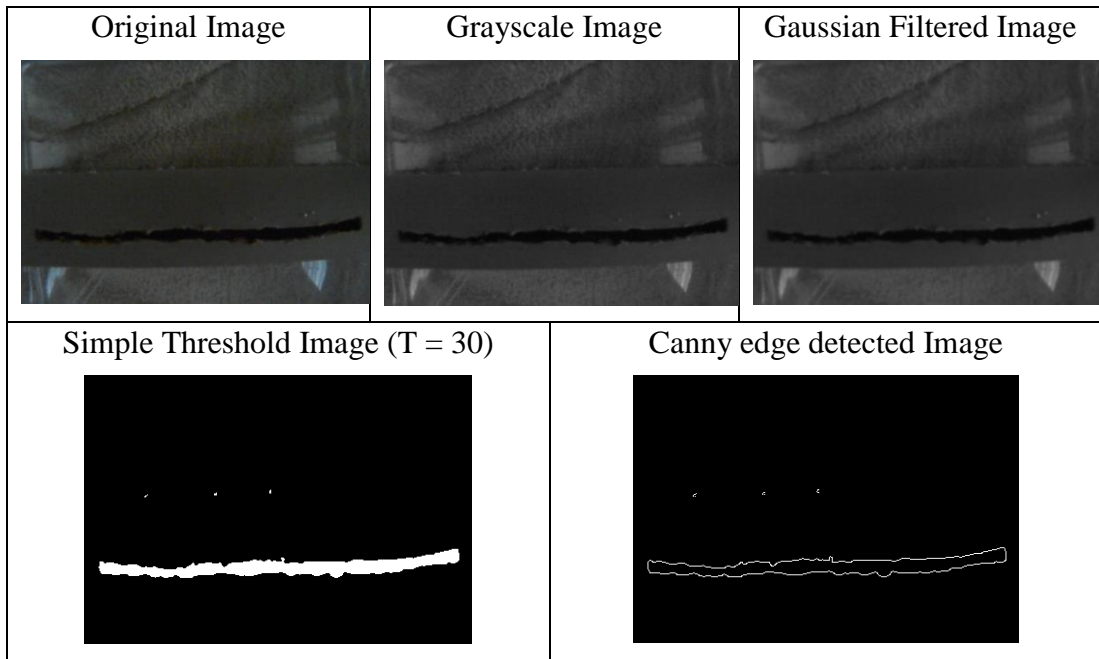 Original Image
Grayscale Image
Gaussian Filtered Image
Simple Threshold Image (T = 30)
Canny edge detected Image